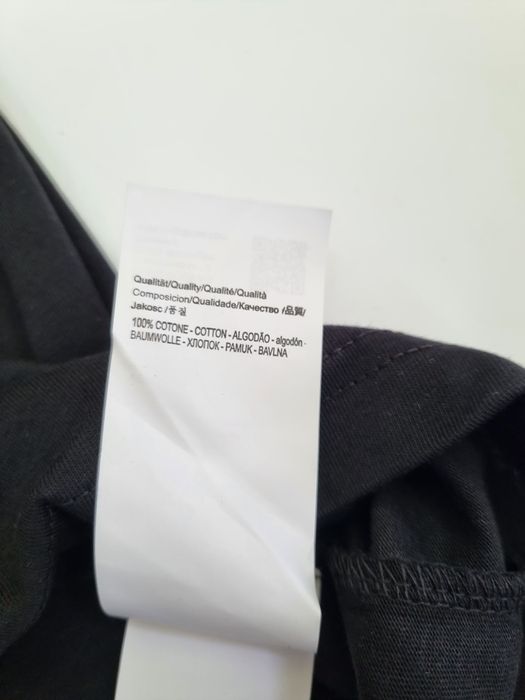 Qualität/Quality/Qualité/Qualità
Composicion/Qualidade/Качество /品質/
Jakosc /품질
100% COTONE - COTTON - ALGODÃO - algodón -
BAUMWOLLE - ХЛОПОК - PAMUK - BAVLNA